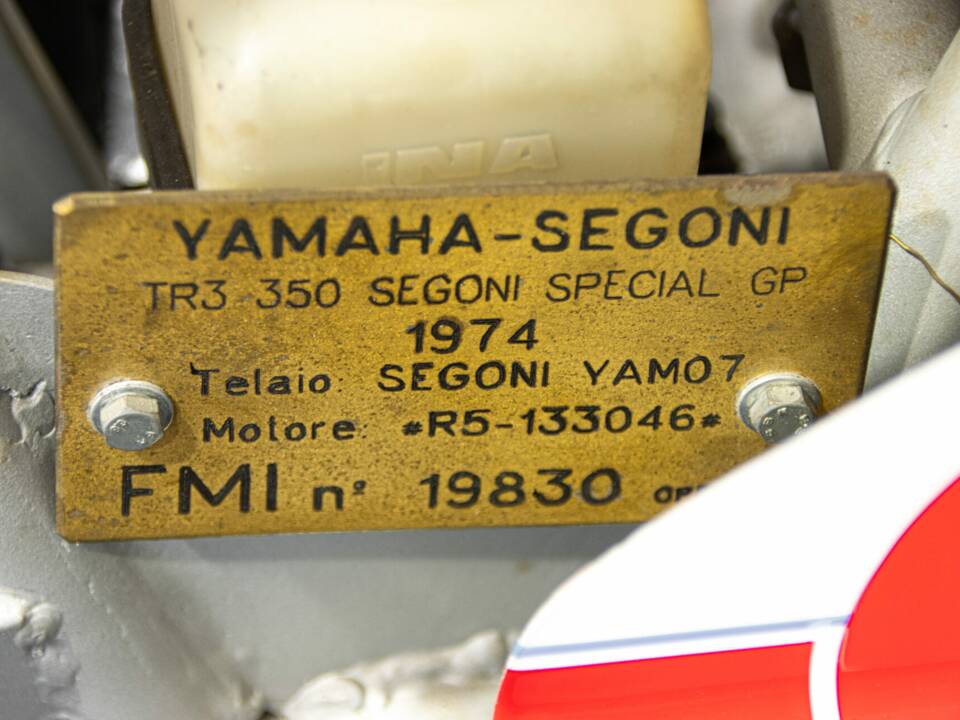 YAMAHA-SEGONI
TR3 350 SEGONI SPECIAL GP
1974
Telaio: SEGONI YAM07
Motore: #R5-133046#
FMI n° 19830